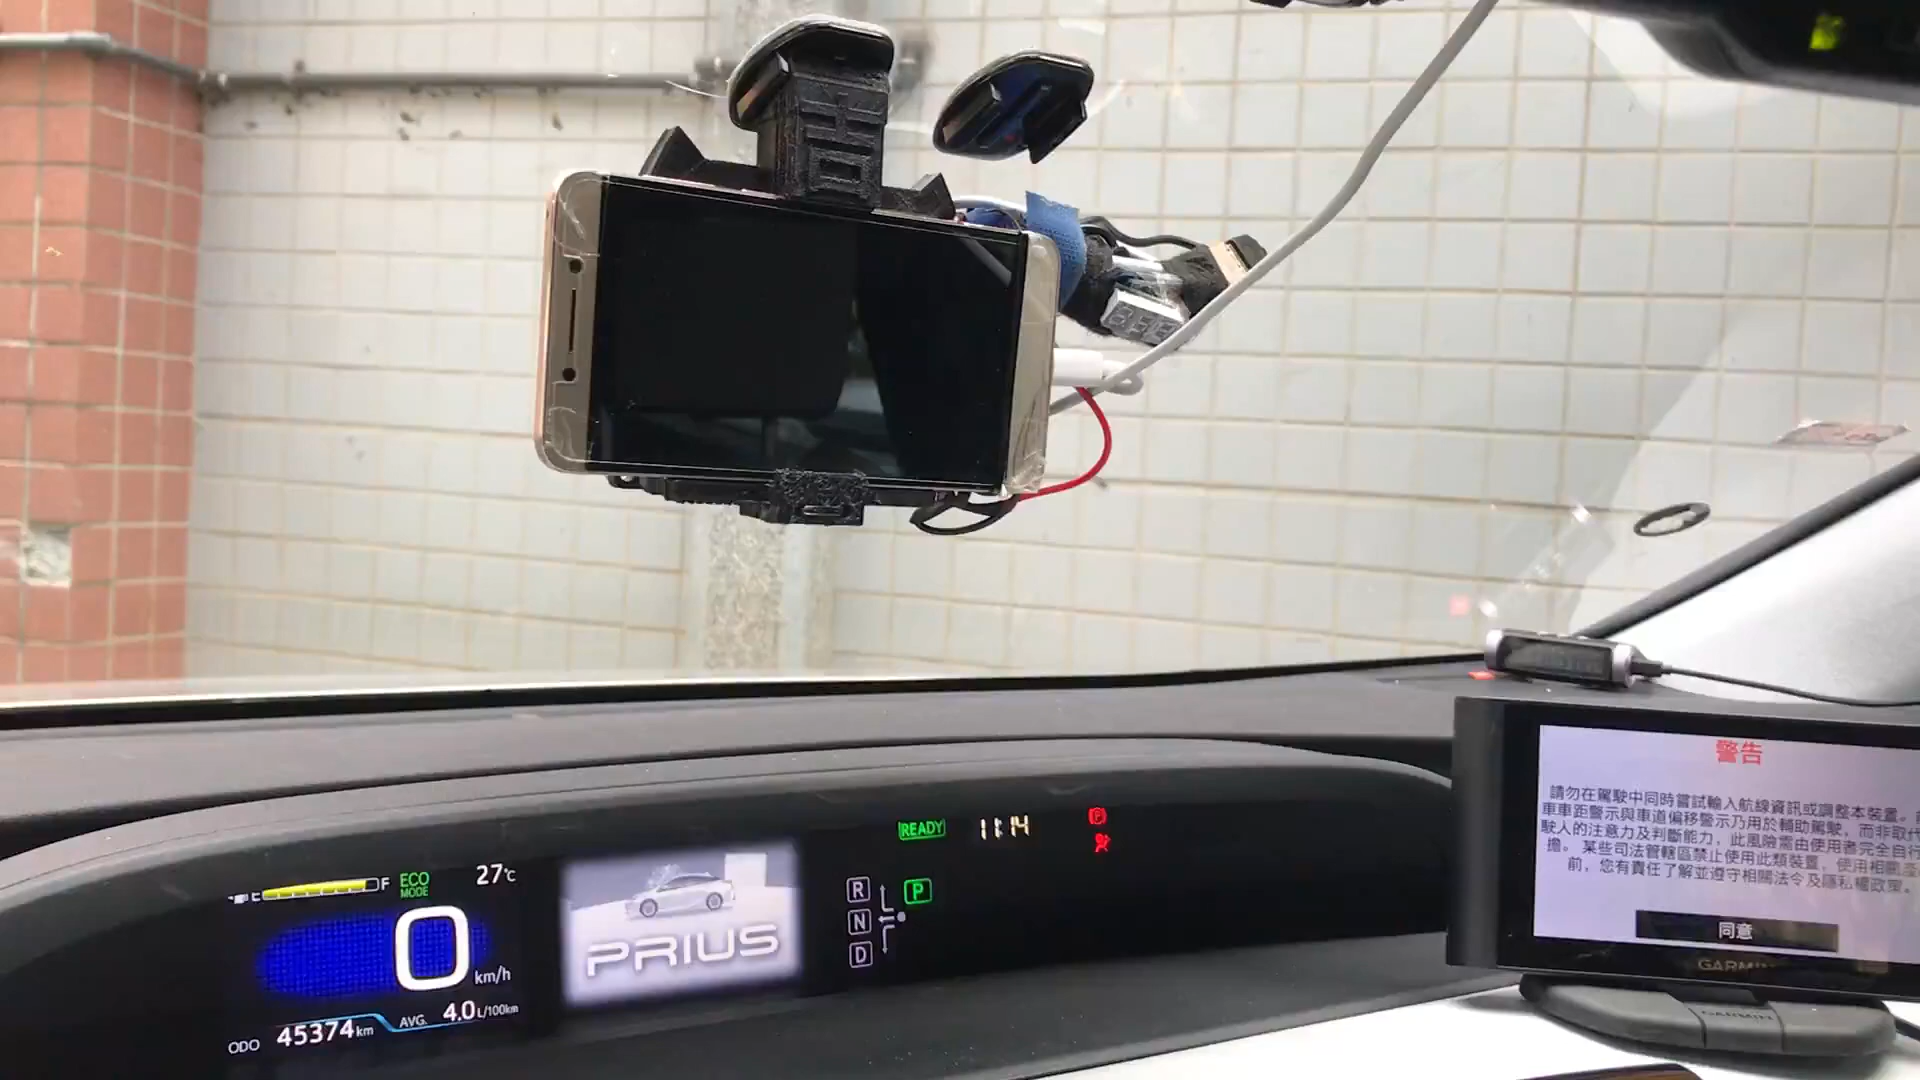 READY
11:14
E F
ECO
MODE
27°C
R
P
N
D
0
km/h
PRIUS
AVG. 4.0 L/100km
ODO 45374 km
警告
請勿在駕駛中同時嘗試輸入航線資訊或調整本裝置。
車車距警示與車道偏移警示乃用於輔助駕駛，而非取代
駛人的注意力及判斷能力，此風險需由使用者完全自行
擔。某些司法管轄區禁止使用此類裝置，使用相關
前，您有責任了解並遵守相關法令及隱私權政策。
同意
GARMIN
GARMIN